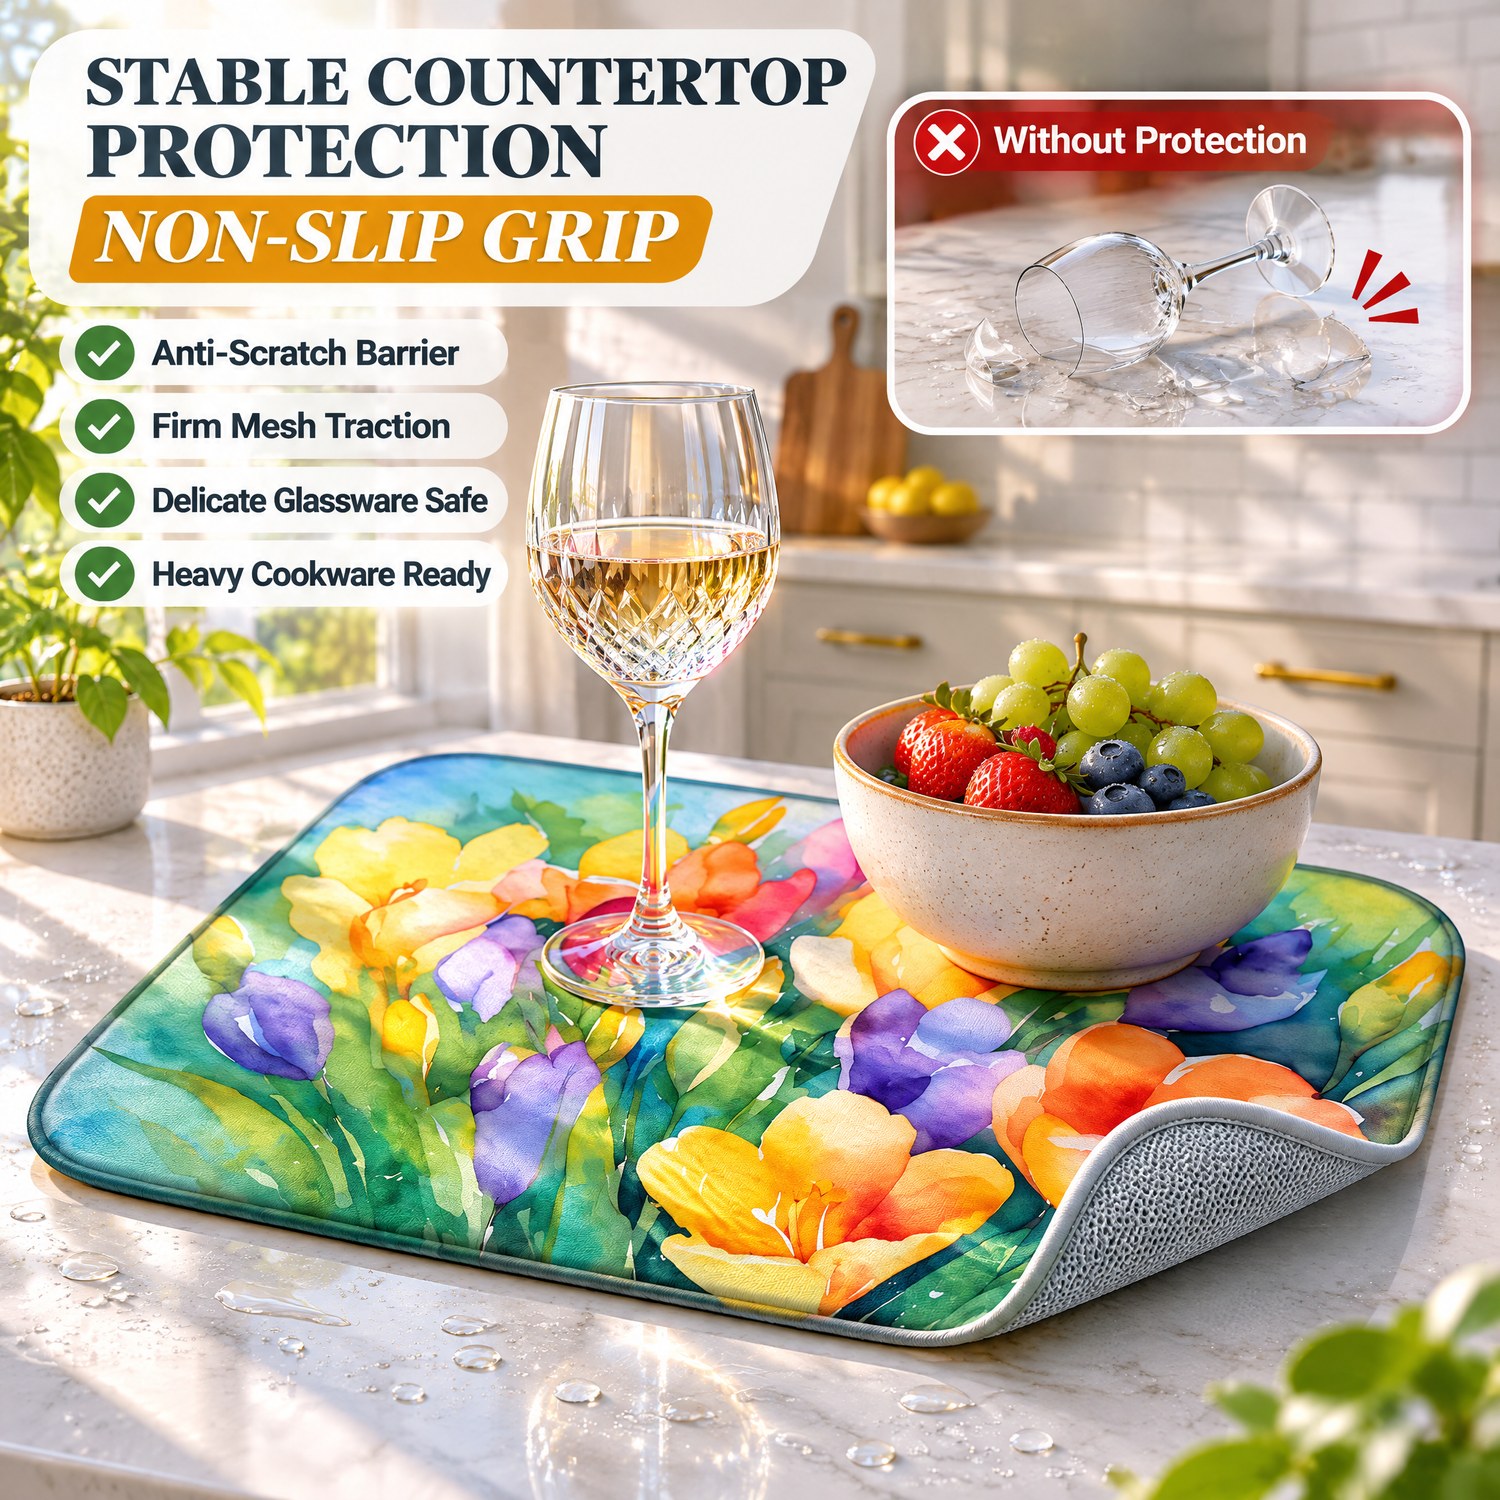 STABLE COUNTERTOP
PROTECTION
NON-SLIP GRIP
Anti-Scratch Barrier
Firm Mesh Traction
Delicate Glassware Safe
Heavy Cookware Ready
Without Protection